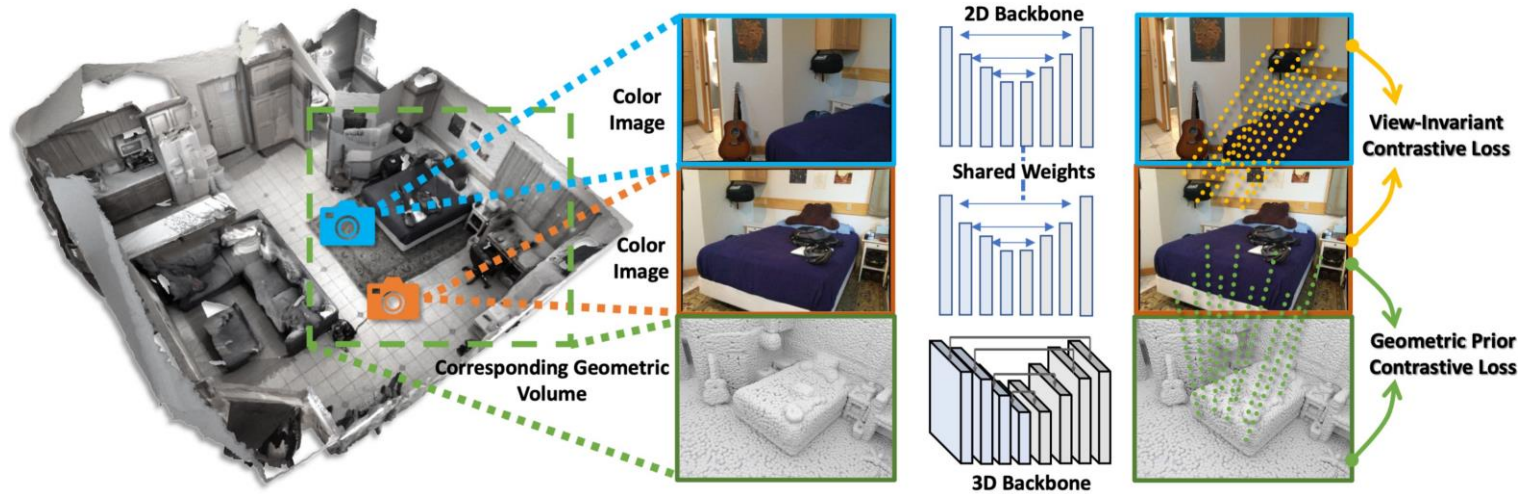 2D Backbone
Color
Image
Shared Weights
View-Invariant
Contrastive Loss
Color
Image
Corresponding Geometric
Volume
Geometric Prior
Contrastive Loss
3D Backbone